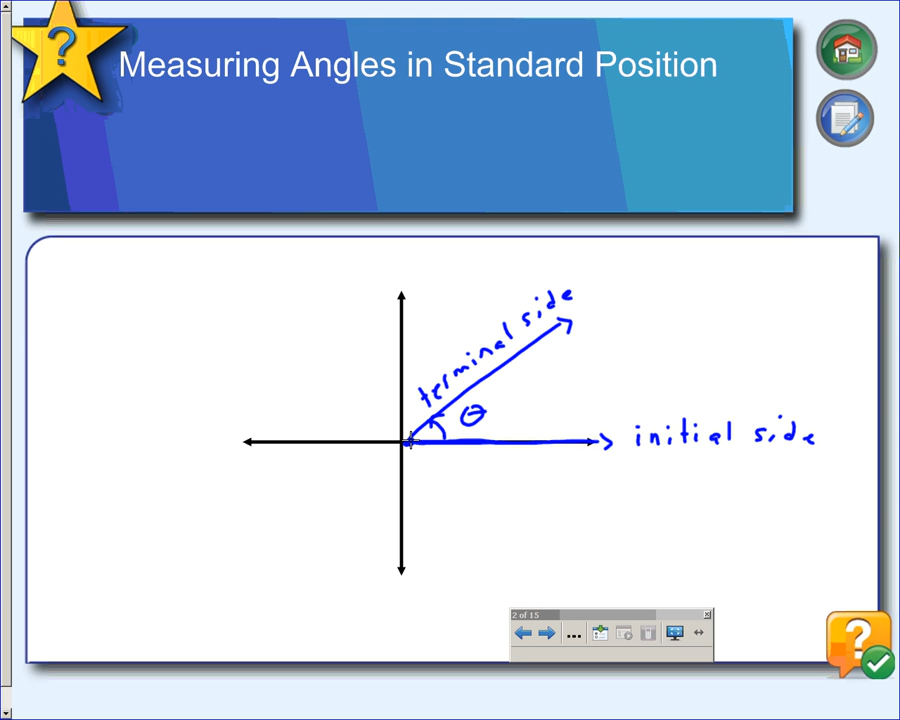 ?
Measuring Angles in Standard Position
terminal side
θ
initial side
2 of 15
...
?